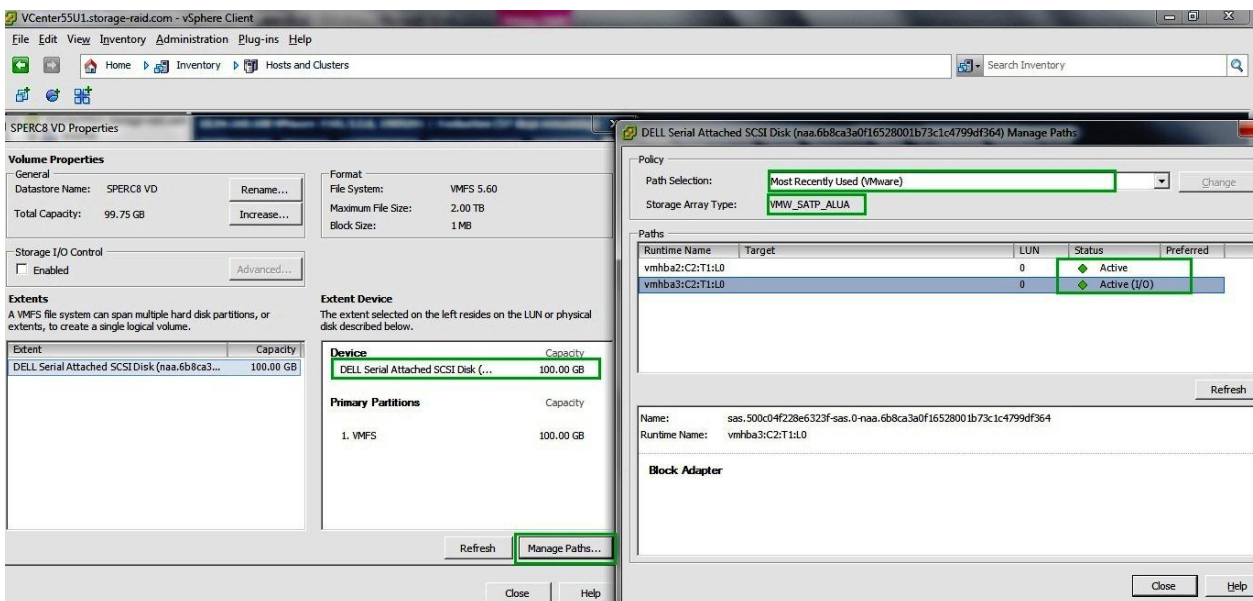 VCenter55U1.storage-raid.com - vSphere Client
File Edit View Inventory Administration Plug-ins Help
Home Inventory Hosts and Clusters
Search Inventory
SPERC8 VD Properties
Volume Properties
General
Datastore Name: SPERC8 VD
Rename...
Total Capacity: 99.75 GB
Increase...
Format
File System: VMFS 5.60
Maximum File Size: 2.00 TB
Block Size: 1 MB
Storage I/O Control
Enabled
Advanced...
Extents
A VMFS file system can span multiple hard disk partitions, or
extents, to create a single logical volume.
Extent Capacity
DELL Serial Attached SCSI Disk (naa.6b8ca3... 100.00 GB
Extent Device
The extent selected on the left resides on the LUN or physical
disk described below.
Device Capacity
DELL Serial Attached SCSI Disk (... 100.00 GB
Primary Partitions Capacity
1. VMFS 100.00 GB
Refresh
Manage Paths...
Close
Help
DELL Serial Attached SCSI Disk (naa.6b8ca3a0f16528001b73c1c4799df364) Manage Paths
Policy
Path Selection: Most Recently Used (VMware)
Change
Storage Array Type: VMW_SATP_ALUA
Paths
Runtime Name Target LUN Status Preferred
vmhba2:C2:T1:L0 0 Active
vmhba3:C2:T1:L0 0 Active (I/O)
Refresh
Name: sas.500c04f228e6323f-sas.0-naa.6b8ca3a0f16528001b73c1c4799df364
Runtime Name: vmhba3:C2:T1:L0
Block Adapter
Close
Help